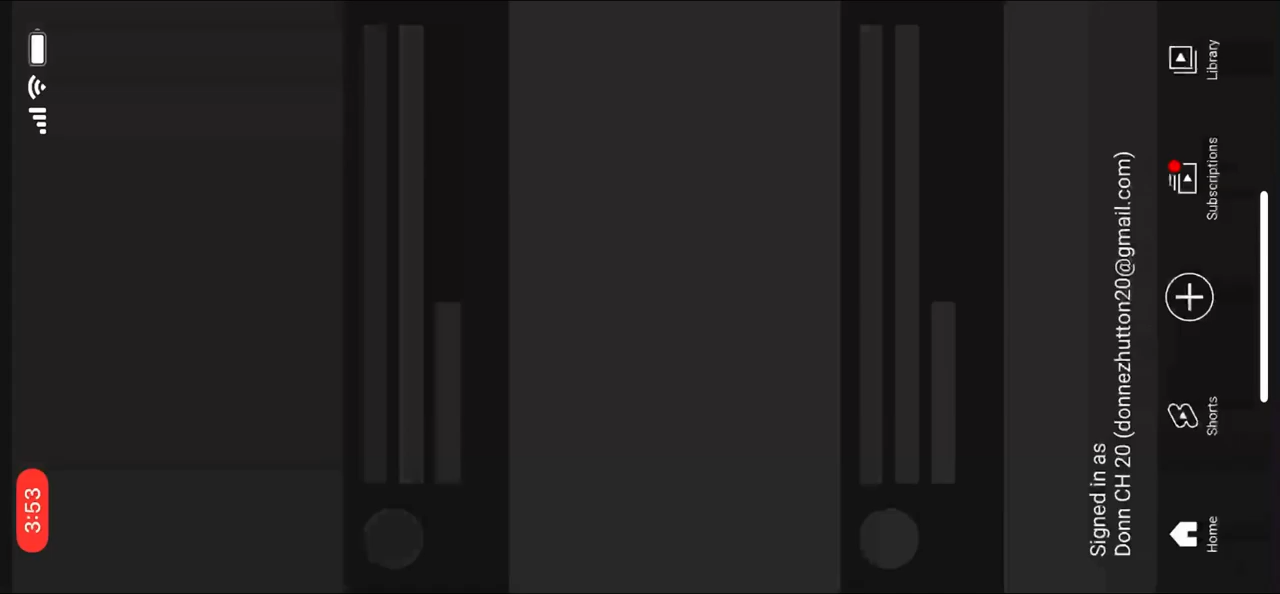 3:53
Signed in as
Donn CH 20 (donnezhutton20@gmail.com)
Home
Shorts
Subscriptions
Library